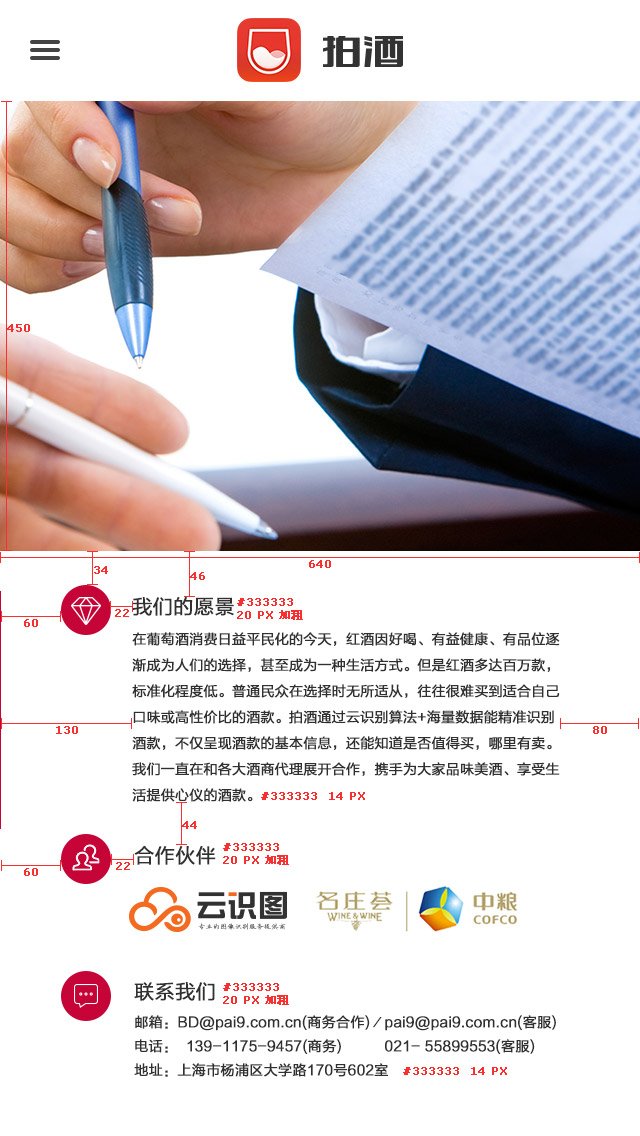 拍酒
450
640
34
46
我们的愿景
#333333
20 PX 加粗
22
60
在葡萄酒消费日益平民化的今天，红酒因好喝、有益健康、有品位逐
渐成为人们的选择，甚至成为一种生活方式。但是红酒多达百万款，
标准化程度低。普通民众在选择时无所适从，往往很难买到适合自己
口味或高性价比的酒款。拍酒通过云识别算法+海量数据能精准识别
130
80
酒款，不仅呈现酒款的基本信息，还能知道是否值得买，哪里有卖。
我们一直在和各大酒商代理展开合作，携手为大家品味美酒、享受生
活提供心仪的酒款。#333333 14 PX
44
合作伙伴
#333333
20 PX 加粗
22
60
云识图
专业的图像识别服务提供商
名庄荟
WINE & WINE
中粮
COFCO
联系我们
#333333
20 PX 加粗
邮箱：BD@pai9.com.cn(商务合作)／pai9@pai9.com.cn(客服)
电话： 139-1175-9457(商务) 021- 55899553(客服)
地址：上海市杨浦区大学路170号602室 #333333 14 PX